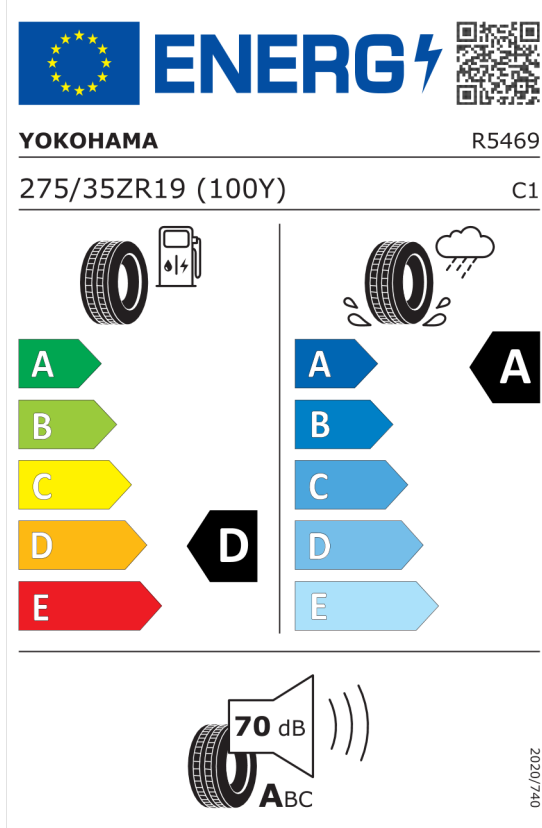 ENERG
YOKOHAMA R5469
275/35ZR19 (100Y) C1
A A A
B B
C C
D D D
E E
70 dB
ABC
2020/740